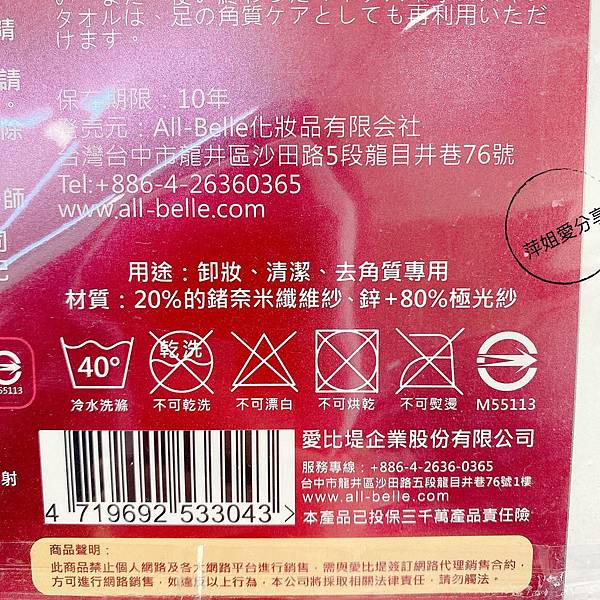 タオルは、足の角質ケアとしても再利用いただ
けます。
保存期限：10年
発売元：All-Belle化妝品有限会社
台灣台中市龍井區沙田路5段龍目井巷76號
Tel:+886-4-26360365
www.all-belle.com
萍姐愛分享
用途：卸妝、清潔、去角質專用
材質：20%的鍺奈米纖維紗、鋅+80%極光紗
40°
乾洗
冷水洗滌
不可乾洗
不可漂白
不可烘乾
不可熨燙
M55113
4 719692 533043 >
愛比堤企業股份有限公司
服務專線：+886-4-2636-0365
台中市龍井區沙田路五段龍目井巷76號1樓
www.all-belle.com
本產品已投保三千萬產品責任險
商品聲明：
此商品禁止個人網路及各大網路平台進行銷售，需與愛比堤簽訂網路代理銷售合約，
方可進行網路銷售，如違反以上行為，本公司將採取相關法律責任，請勿觸法。
請
除
師
司
射